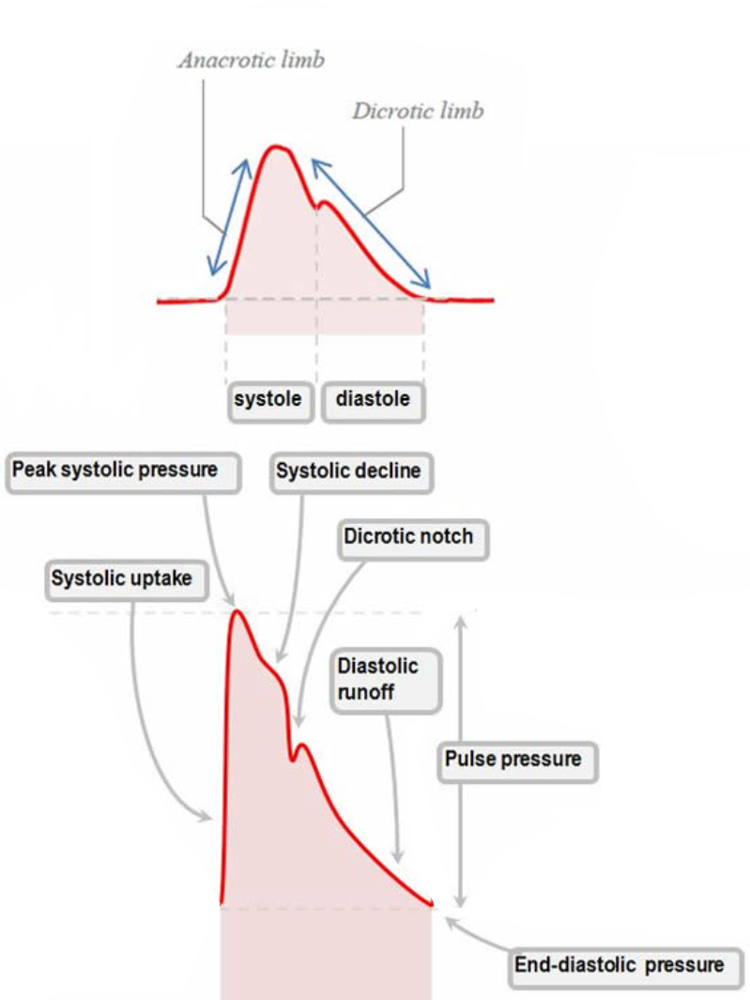 Anacrotic limb
Dicrotic limb
systole
diastole
Peak systolic pressure
Systolic decline
Dicrotic notch
Systolic uptake
Diastolic
runoff
Pulse pressure
End-diastolic pressure